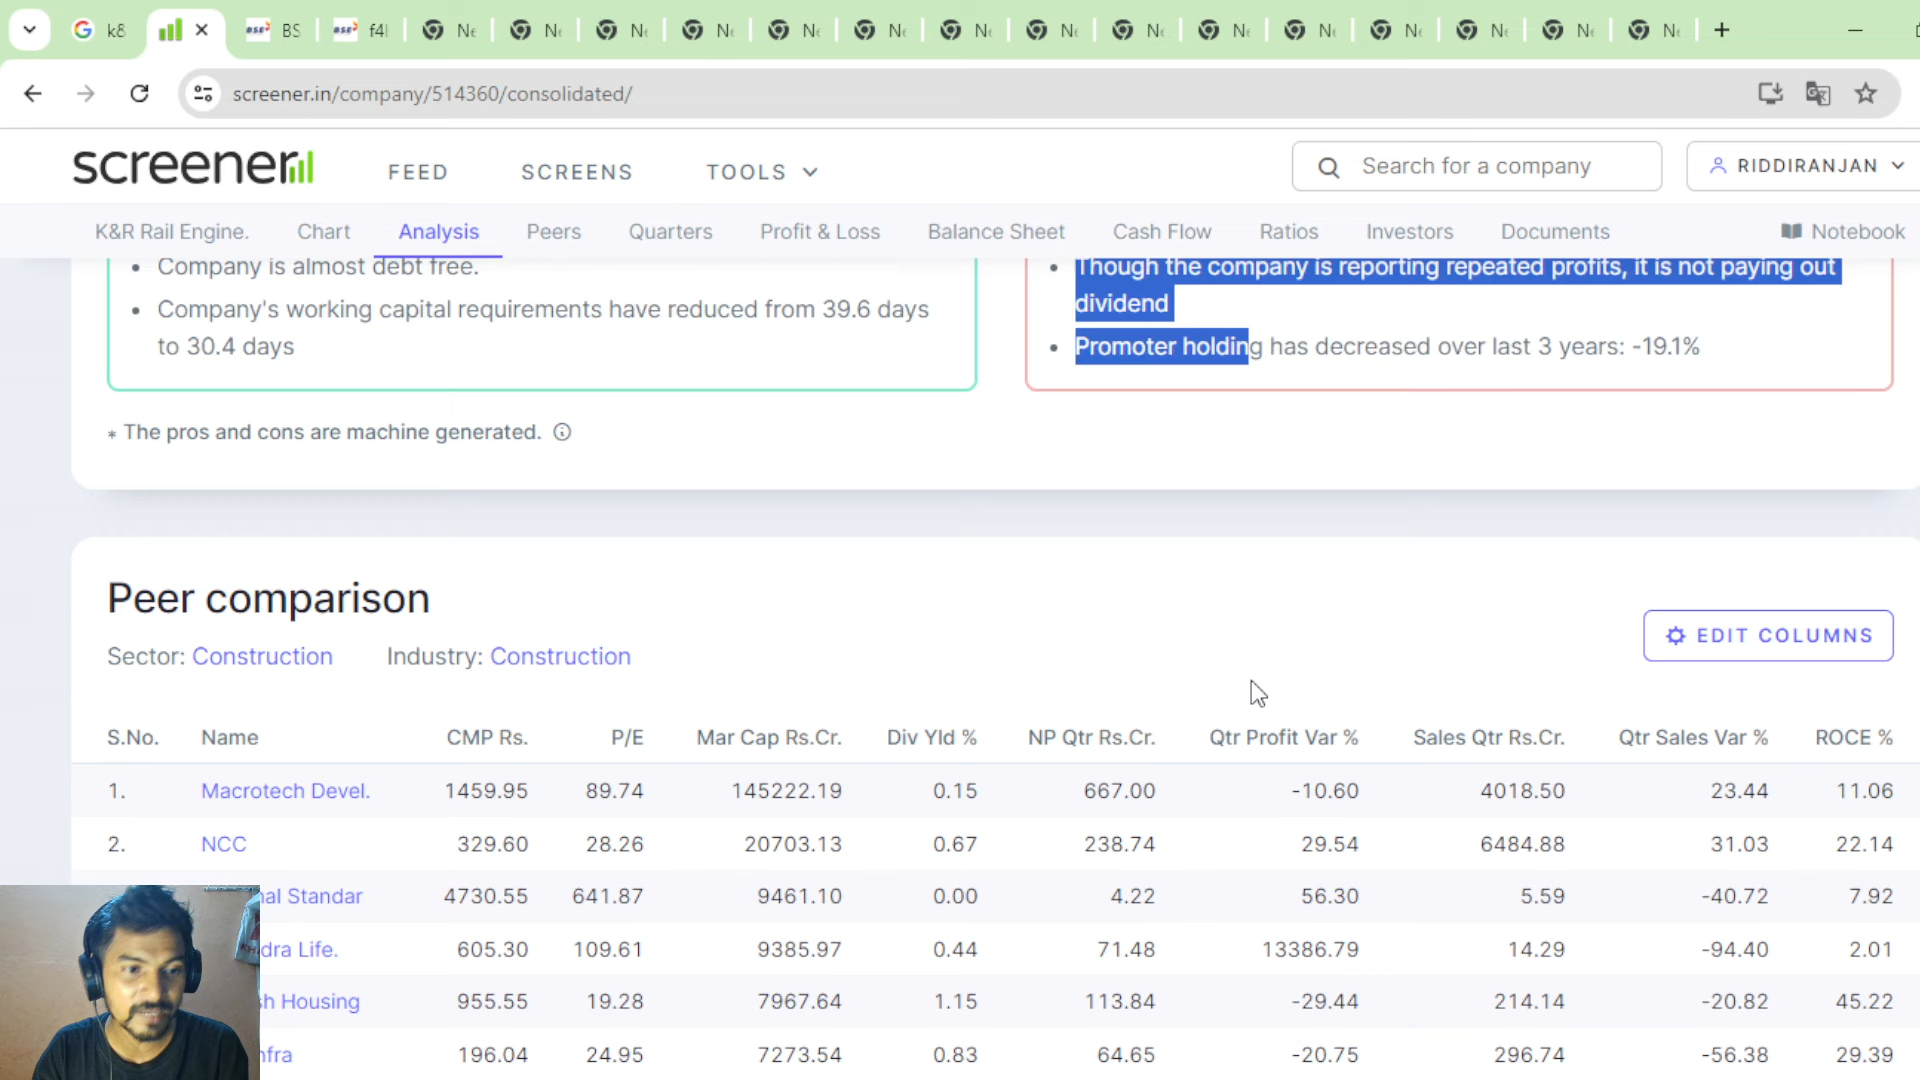 k8
BS
f4l
screener.in/company/514360/consolidated/
screener
FEED SCREENS TOOLS
Search for a company
RIDDIRANJAN
K&R Rail Engine. Chart Analysis Peers Quarters Profit & Loss Balance Sheet Cash Flow Ratios Investors Documents Notebook
Company is almost debt free.
Company's working capital requirements have reduced from 39.6 days
to 30.4 days
Though the company is reporting repeated profits, it is not paying out
dividend
Promoter holding has decreased over last 3 years: -19.1%
* The pros and cons are machine generated.
Peer comparison
EDIT COLUMNS
Sector: Construction Industry: Construction
S.No. Name CMP Rs. P/E Mar Cap Rs.Cr. Div Yld % NP Qtr Rs.Cr. Qtr Profit Var % Sales Qtr Rs.Cr. Qtr Sales Var % ROCE %
1. Macrotech Devel. 1459.95 89.74 145222.19 0.15 667.00 -10.60 4018.50 23.44 11.06
2. NCC 329.60 28.26 20703.13 0.67 238.74 29.54 6484.88 31.03 22.14
nal Standar 4730.55 641.87 9461.10 0.00 4.22 56.30 5.59 -40.72 7.92
dra Life. 605.30 109.61 9385.97 0.44 71.48 13386.79 14.29 -94.40 2.01
sh Housing 955.55 19.28 7967.64 1.15 113.84 -29.44 214.14 -20.82 45.22
nfra 196.04 24.95 7273.54 0.83 64.65 -20.75 296.74 -56.38 29.39